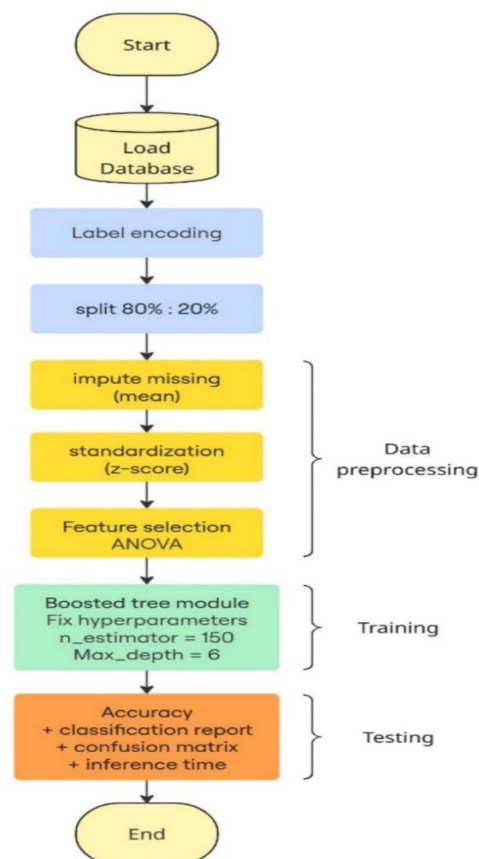 Start
Load
Database
Label encoding
split 80% : 20%
impute missing
(mean)
standardization
(z-score)
Feature selection
ANOVA
Data
preprocessing
Boosted tree module
Fix hyperparameters
n_estimator = 150
Max_depth = 6
Training
Accuracy
+ classification report
+ confusion matrix
+ inference time
Testing
End